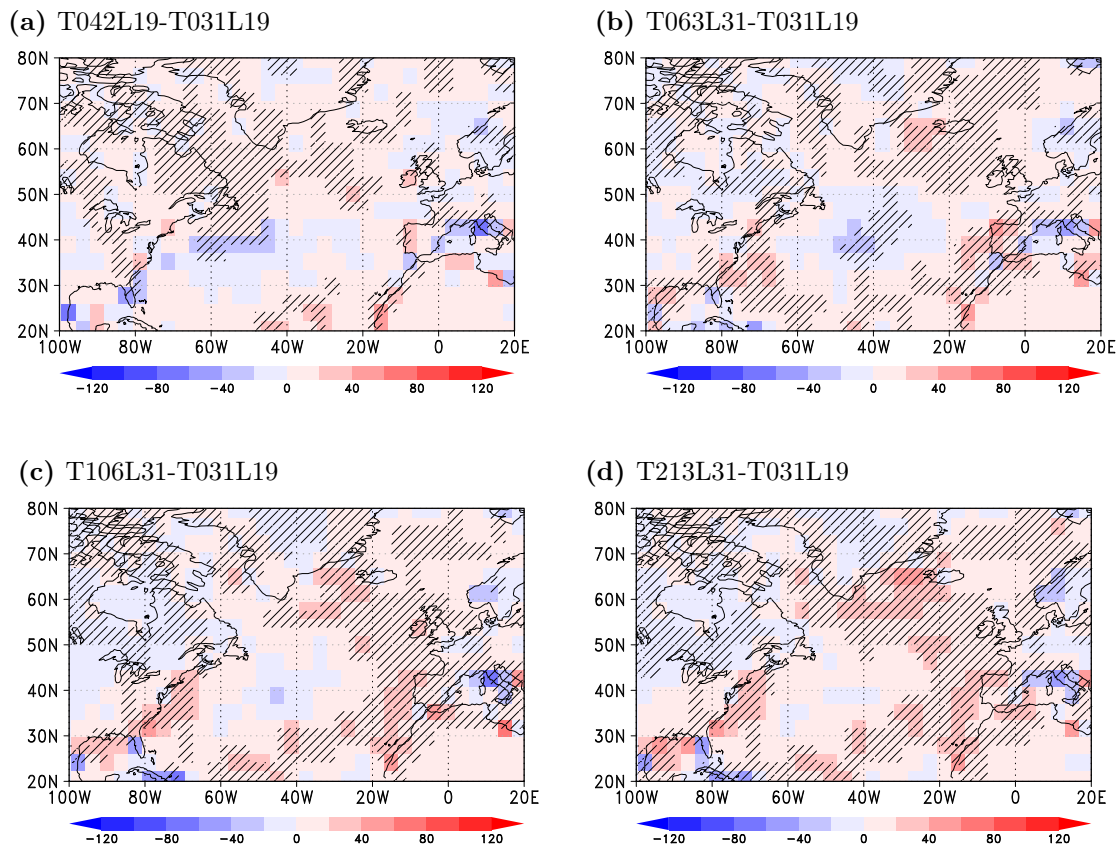 (a) T042L19-T031L19
(b) T063L31-T031L19
80N
70N
60N
50N
40N
30N
20N
100W 80W 60W 40W 20W 0 20E
-120 -80 -40 0 40 80 120
80N
70N
60N
50N
40N
30N
20N
100W 80W 60W 40W 20W 0 20E
-120 -80 -40 0 40 80 120
(c) T106L31-T031L19
(d) T213L31-T031L19
80N
70N
60N
50N
40N
30N
20N
100W 80W 60W 40W 20W 0 20E
-120 -80 -40 0 40 80 120
80N
70N
60N
50N
40N
30N
20N
100W 80W 60W 40W 20W 0 20E
-120 -80 -40 0 40 80 120